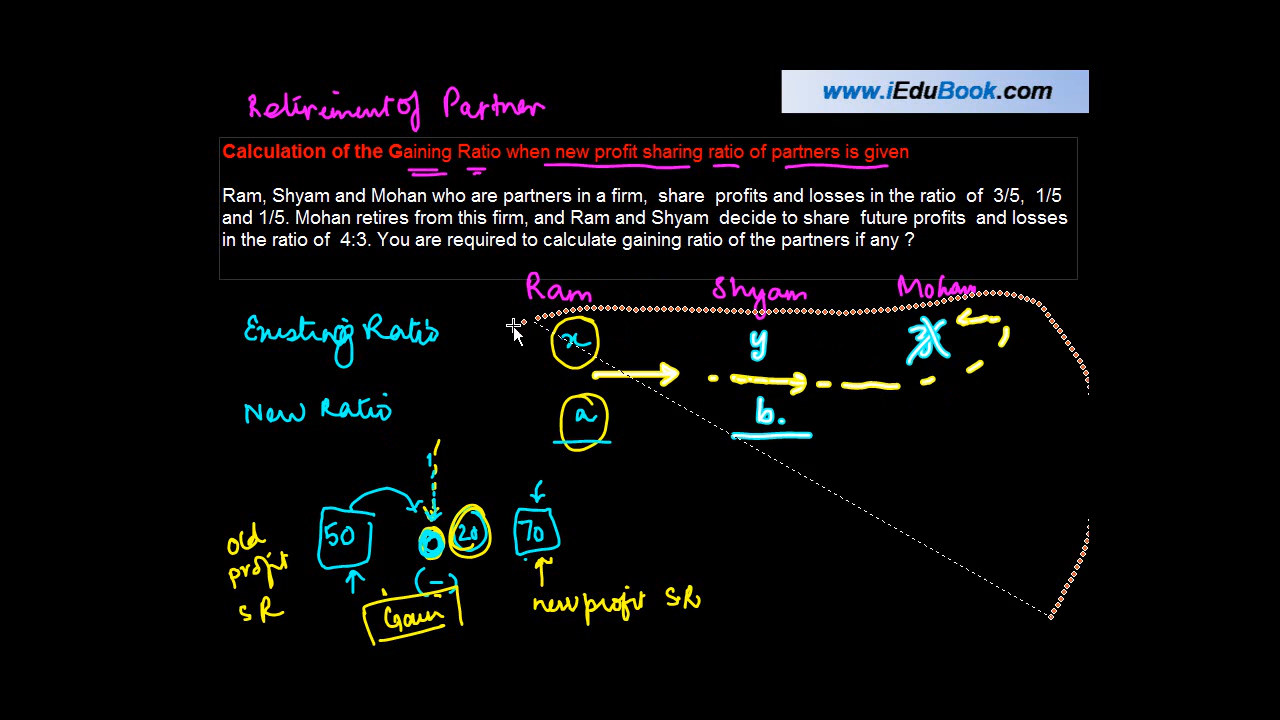 www.iEduBook.com
Retirement of Partner
Calculation of the Gaining Ratio when new profit sharing ratio of partners is given
Ram, Shyam and Mohan who are partners in a firm, share profits and losses in the ratio of 3/5, 1/5
and 1/5. Mohan retires from this firm, and Ram and Shyam decide to share future profits and losses
in the ratio of 4:3. You are required to calculate gaining ratio of the partners if any ?
Ram Shyam Mohan
Existing Ratio x y
New Ratio a b.
50 20 70
old
profit
SR
(-)
Gain
new profit SR